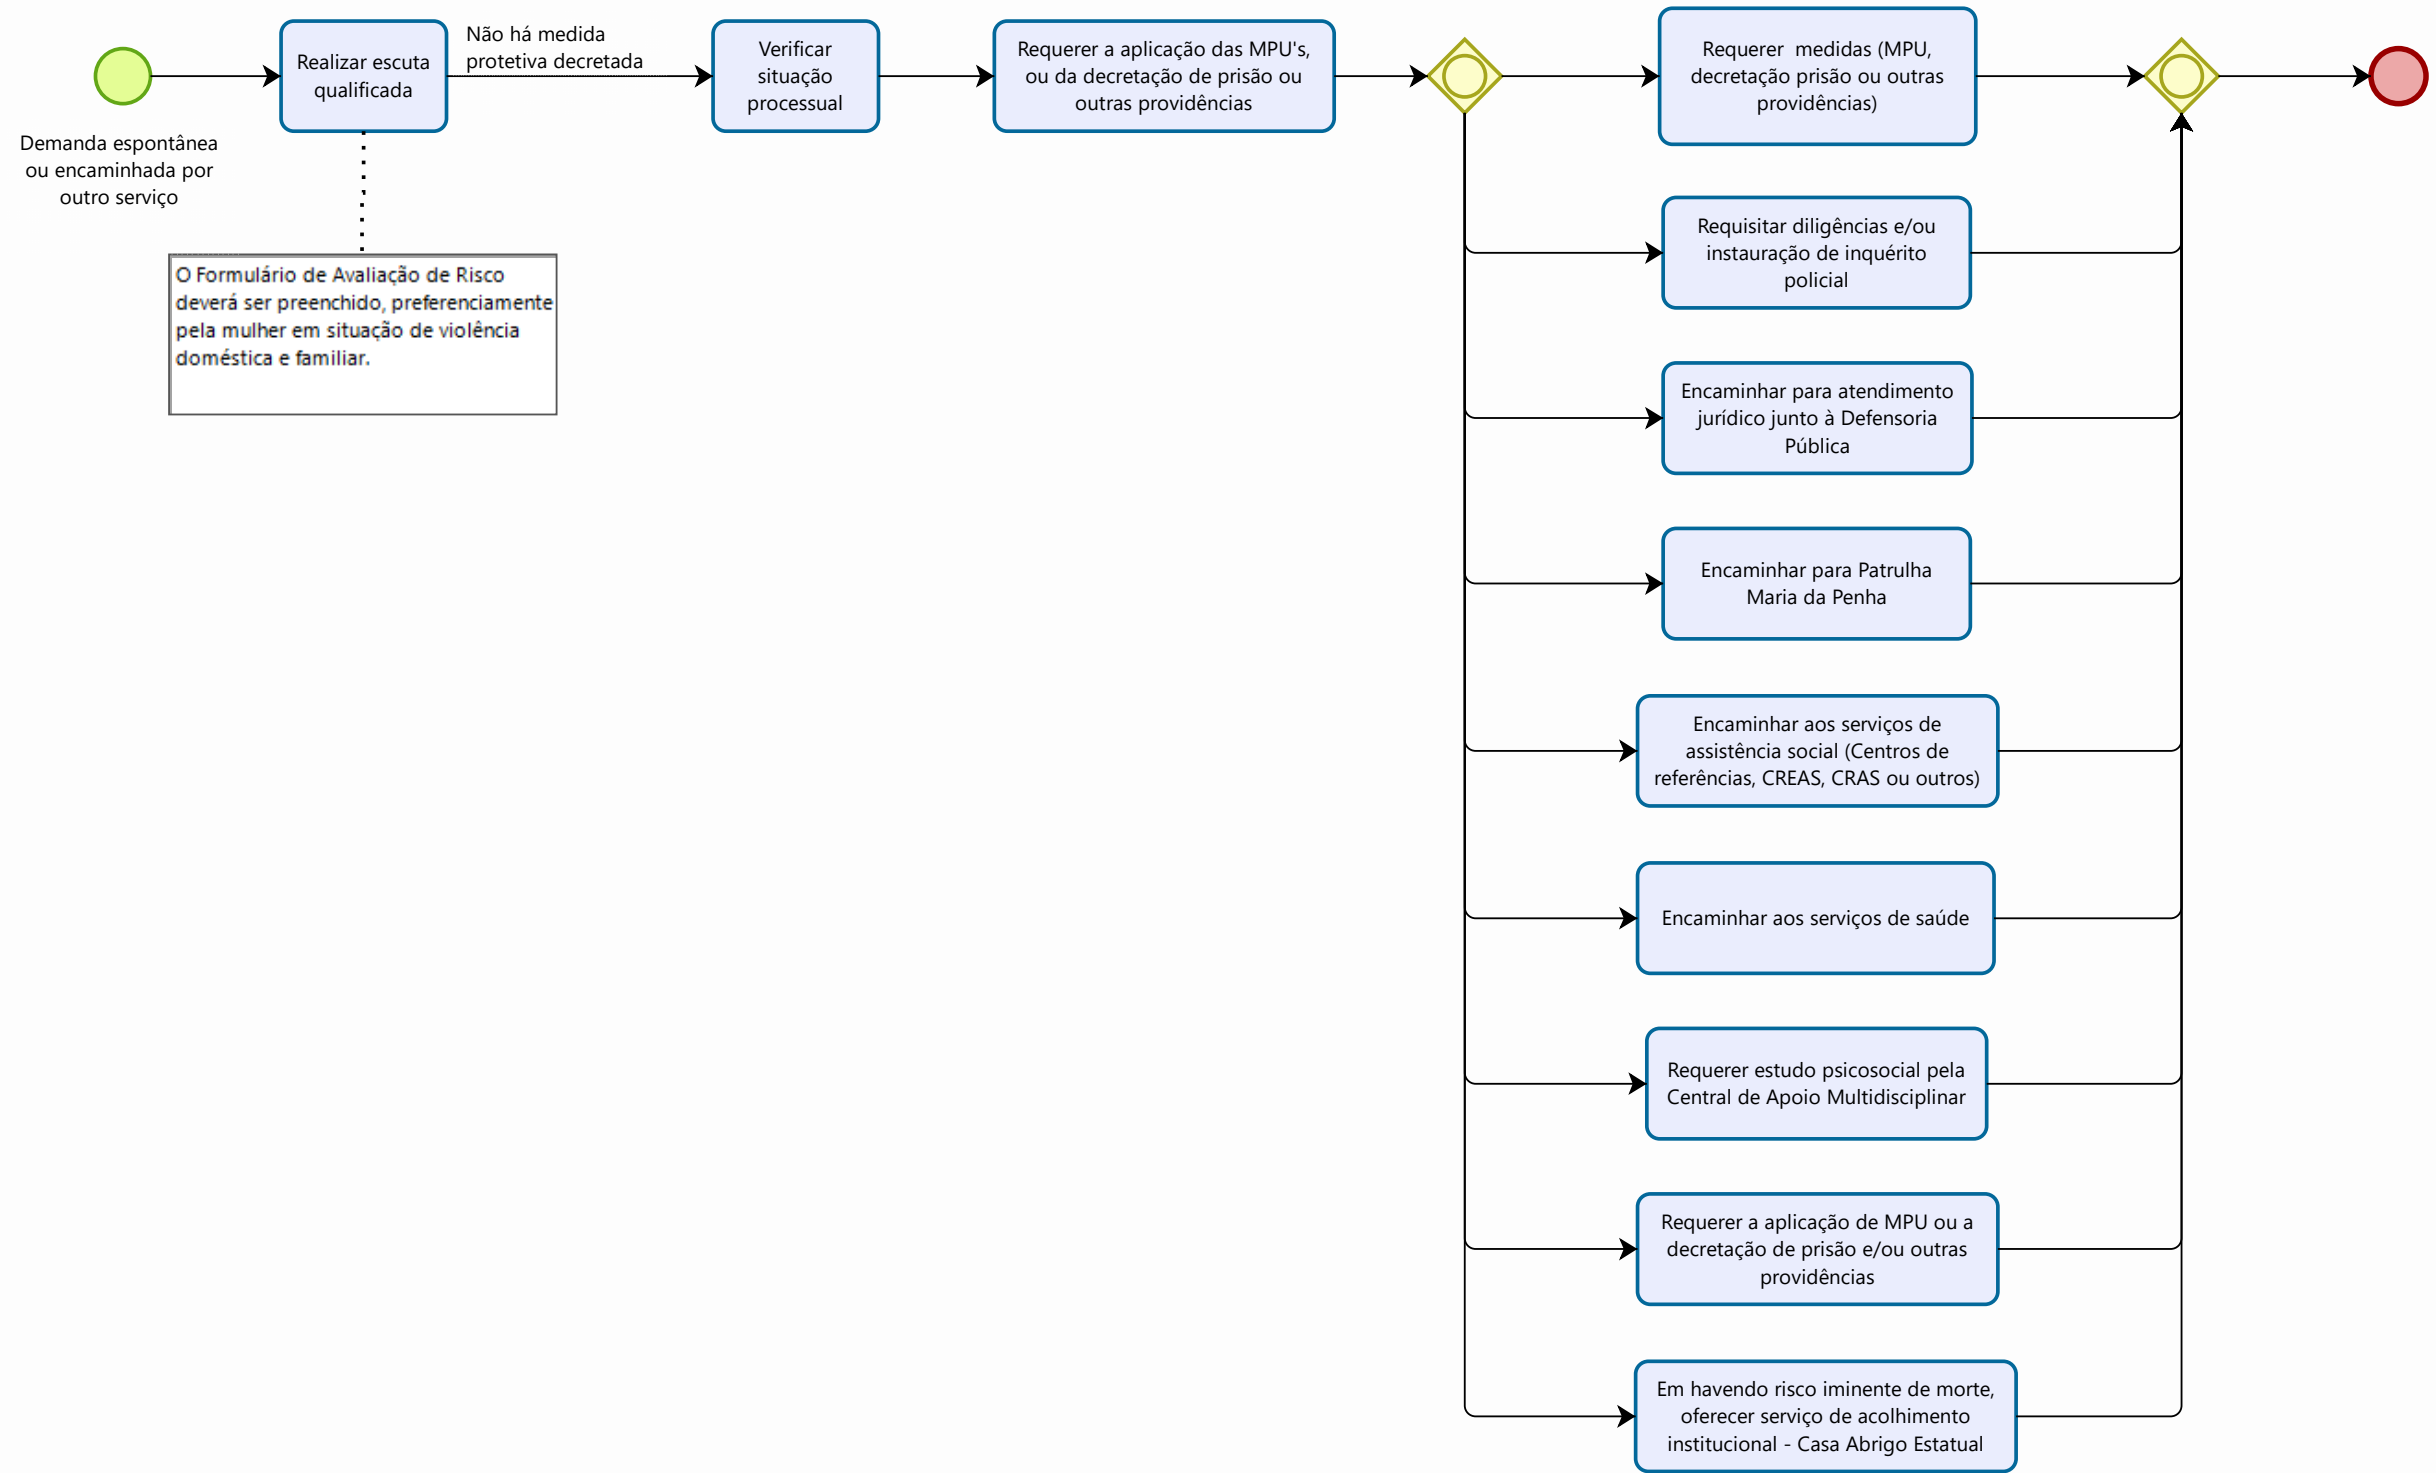 Demanda espontânea
ou encaminhada por
outro serviço
Realizar escuta
qualificada
O Formulário de Avaliação de Risco
deverá ser preenchido, preferenciamente
pela mulher em situação de violência
doméstica e familiar.
Não há medida
protetiva decretada
Verificar
situação
processual
Requerer a aplicação das MPU's,
ou da decretação de prisão ou
outras providências
Requerer medidas (MPU,
decretação prisão ou outras
providências)
Requisitar diligências e/ou
instauração de inquérito
policial
Encaminhar para atendimento
jurídico junto à Defensoria
Pública
Encaminhar para Patrulha
Maria da Penha
Encaminhar aos serviços de
assistência social (Centros de
referências, CREAS, CRAS ou outros)
Encaminhar aos serviços de saúde
Requerer estudo psicosocial pela
Central de Apoio Multidisciplinar
Requerer a aplicação de MPU ou a
decretação de prisão e/ou outras
providências
Em havendo risco iminente de morte,
oferecer serviço de acolhimento
institucional - Casa Abrigo Estatual